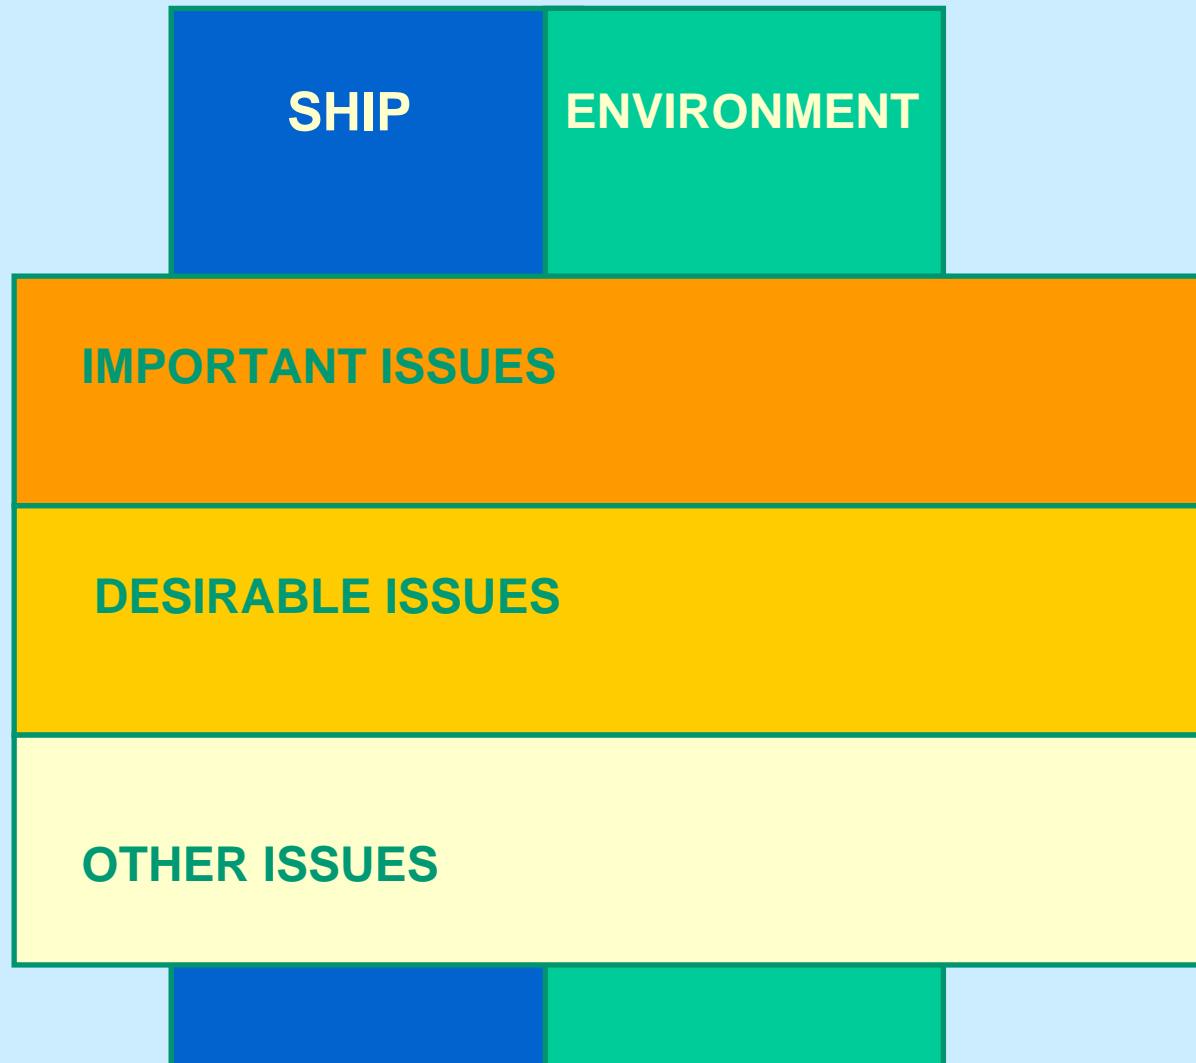 SHIP
ENVIRONMENT
IMPORTANT ISSUES
DESIRABLE ISSUES
OTHER ISSUES